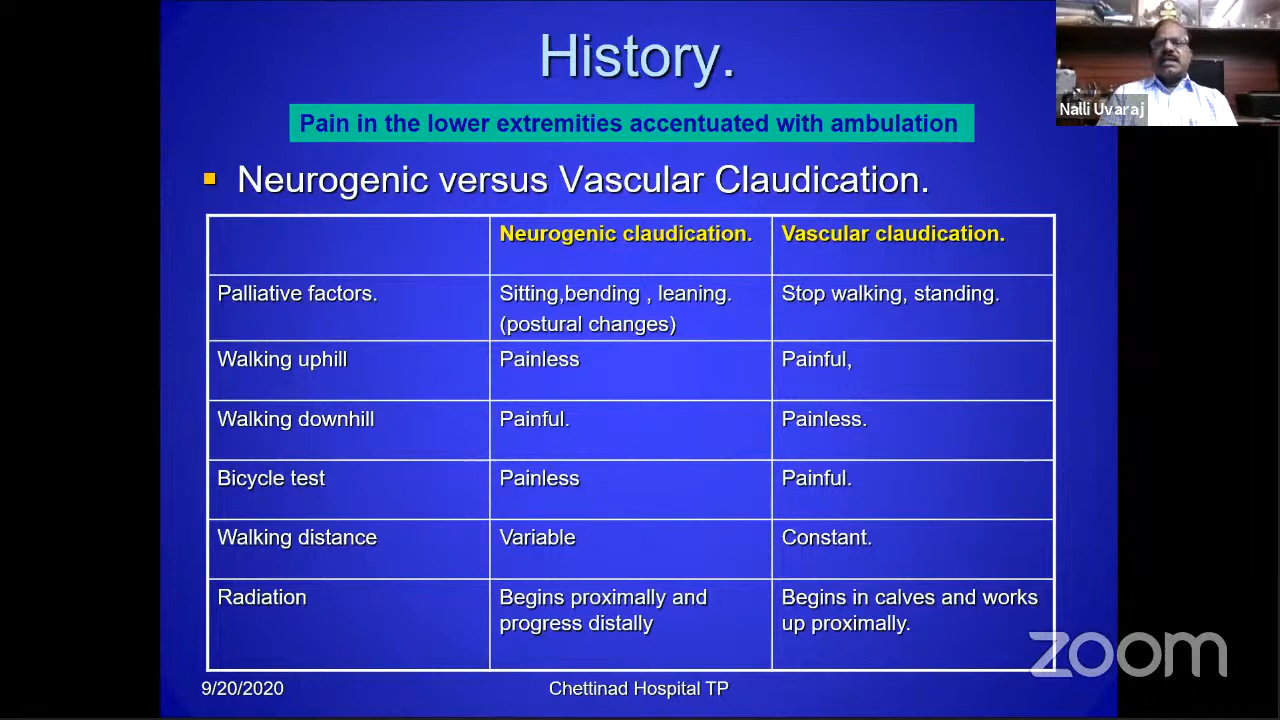 History.
Nalli Uvaraj
Pain in the lower extremities accentuated with ambulation
Neurogenic versus Vascular Claudication.
Neurogenic claudication.
Vascular claudication.
Palliative factors.
Sitting,bending , leaning.
(postural changes)
Stop walking, standing.
Walking uphill
Painless
Painful,
Walking downhill
Painful.
Painless.
Bicycle test
Painless
Painful.
Walking distance
Variable
Constant.
Radiation
Begins proximally and
progress distally
Begins in calves and works
up proximally.
zoom
9/20/2020
Chettinad Hospital TP